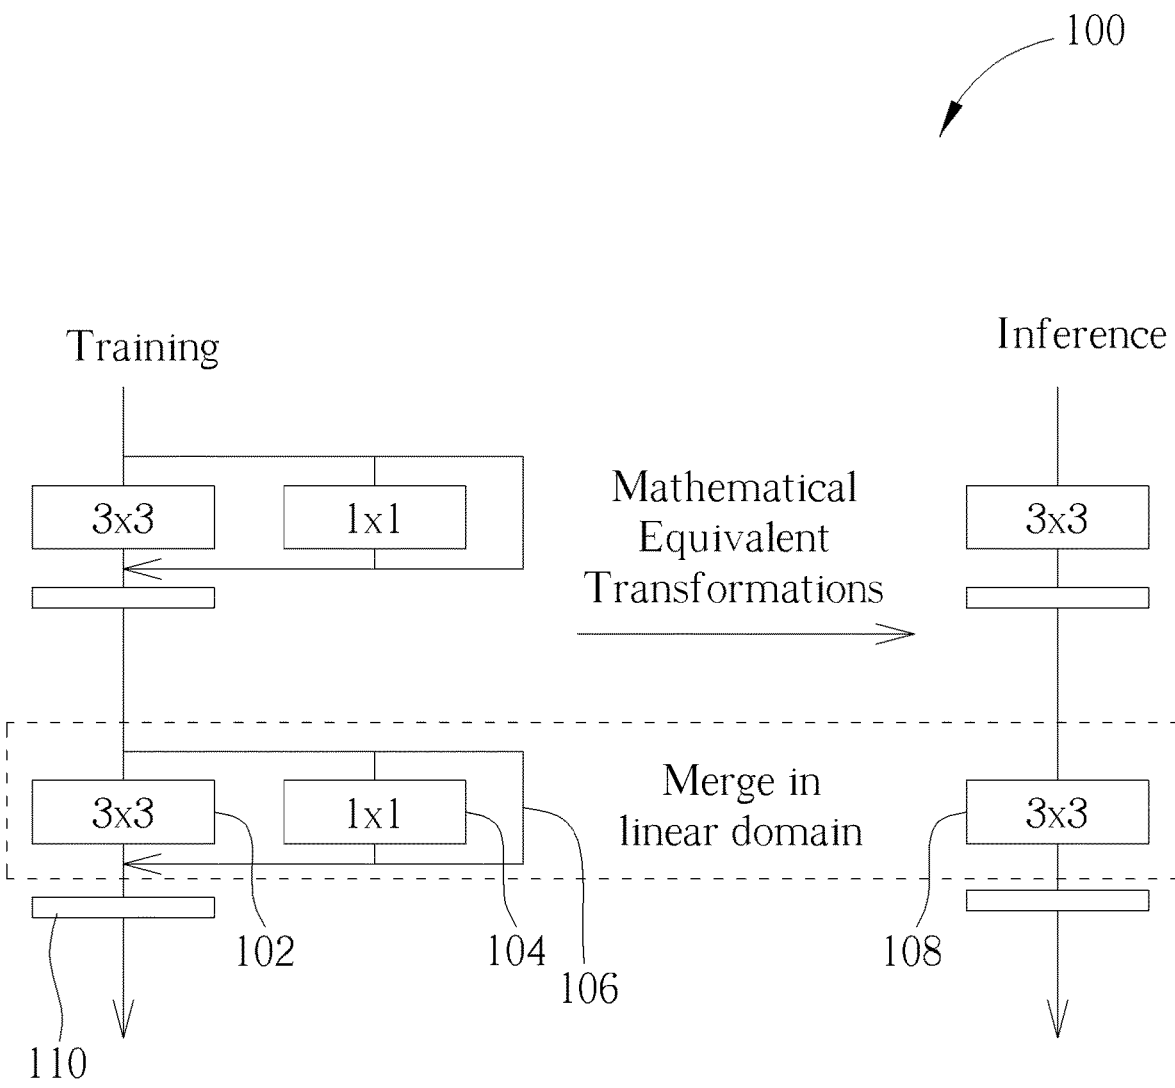 100
Training
Inference
3x3
1x1
Mathematical
Equivalent
Transformations
3x3
3x3
1x1
Merge in
linear domain
3x3
102
104
106
108
110